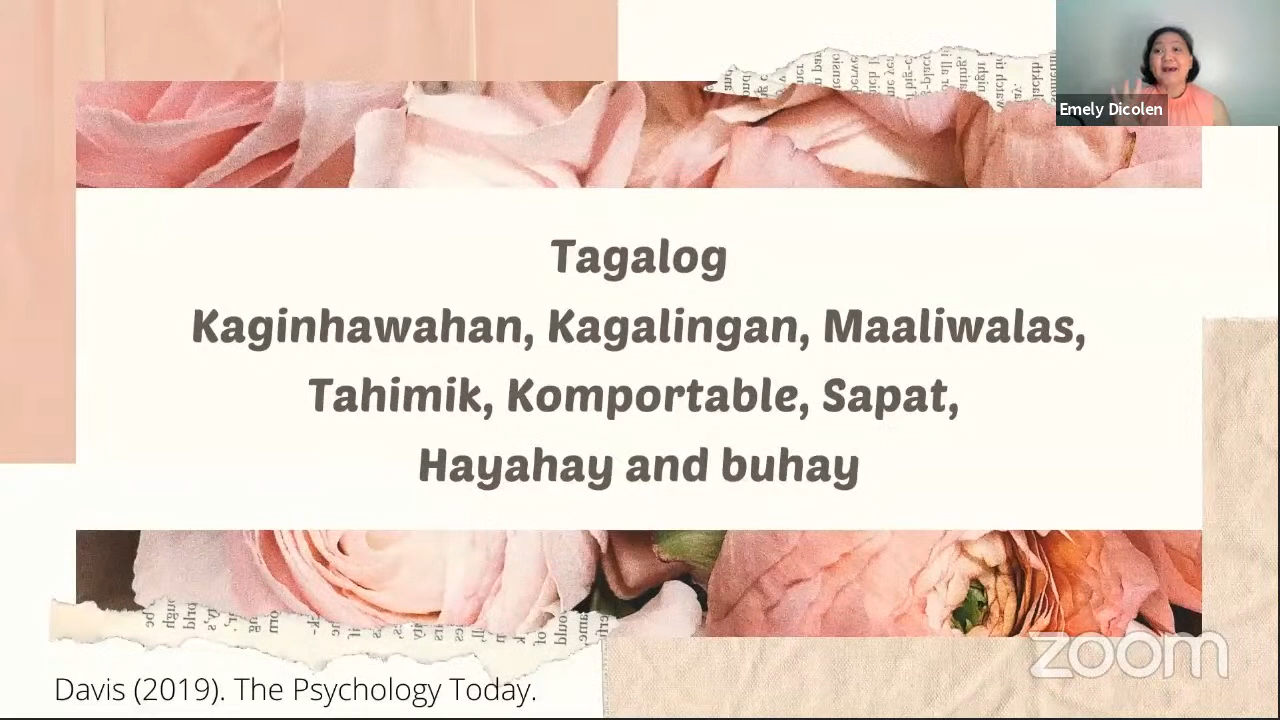 Emely Dicolen
Tagalog
Kaginhawahan, Kagalingan, Maaliwalas,
Tahimik, Komportable, Sapat,
Hayahay and buhay
zoom
Davis (2019). The Psychology Today.